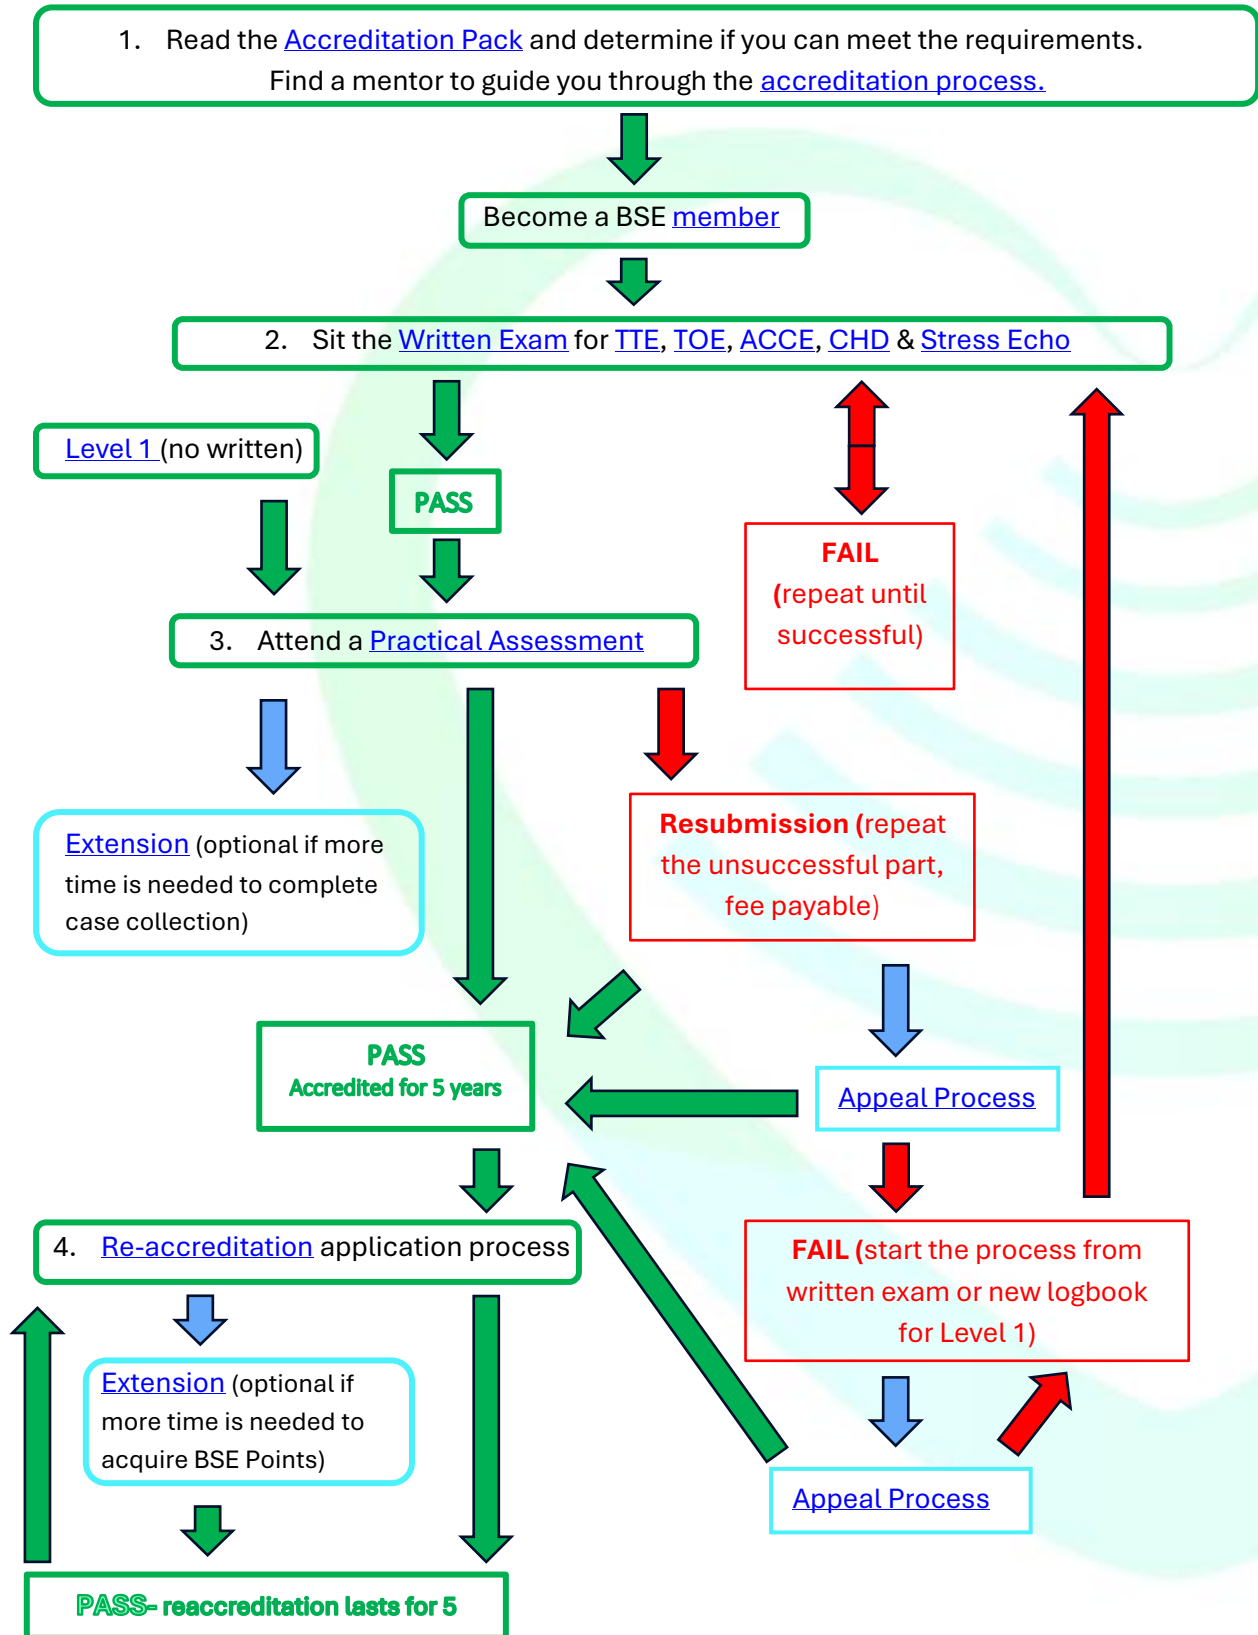 1. Read the Accreditation Pack and determine if you can meet the requirements.
Find a mentor to guide you through the accreditation process.
Become a BSE member
2. Sit the Written Exam for TTE, TOE, ACCE, CHD & Stress Echo
Level 1 (no written)
PASS
FAIL
(repeat until
successful)
3. Attend a Practical Assessment
Extension (optional if more
time is needed to complete
case collection)
Resubmission (repeat
the unsuccessful part,
fee payable)
PASS
Accredited for 5 years
Appeal Process
4. Re-accreditation application process
FAIL (start the process from
written exam or new logbook
for Level 1)
Extension (optional if
more time is needed to
acquire BSE Points)
Appeal Process
PASS- reaccreditation lasts for 5